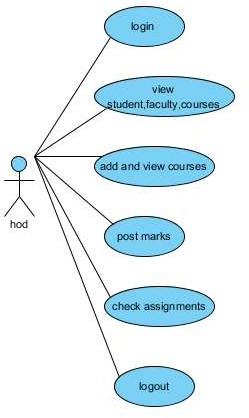 login
view
student,faculty,courses
add and view courses
hod
post marks
check assignments
logout